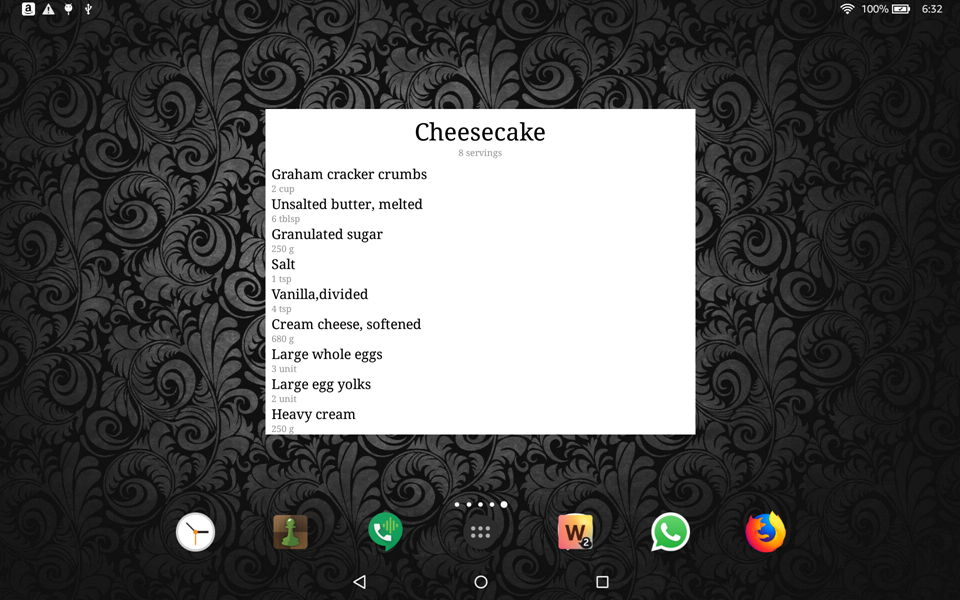 100%
6:32
Cheesecake
8 servings
Graham cracker crumbs
2 cup
Unsalted butter, melted
6 tblsp
Granulated sugar
250 g
Salt
1 tsp
Vanilla,divided
4 tsp
Cream cheese, softened
680 g
Large whole eggs
3 unit
Large egg yolks
2 unit
Heavy cream
250 g
W
2